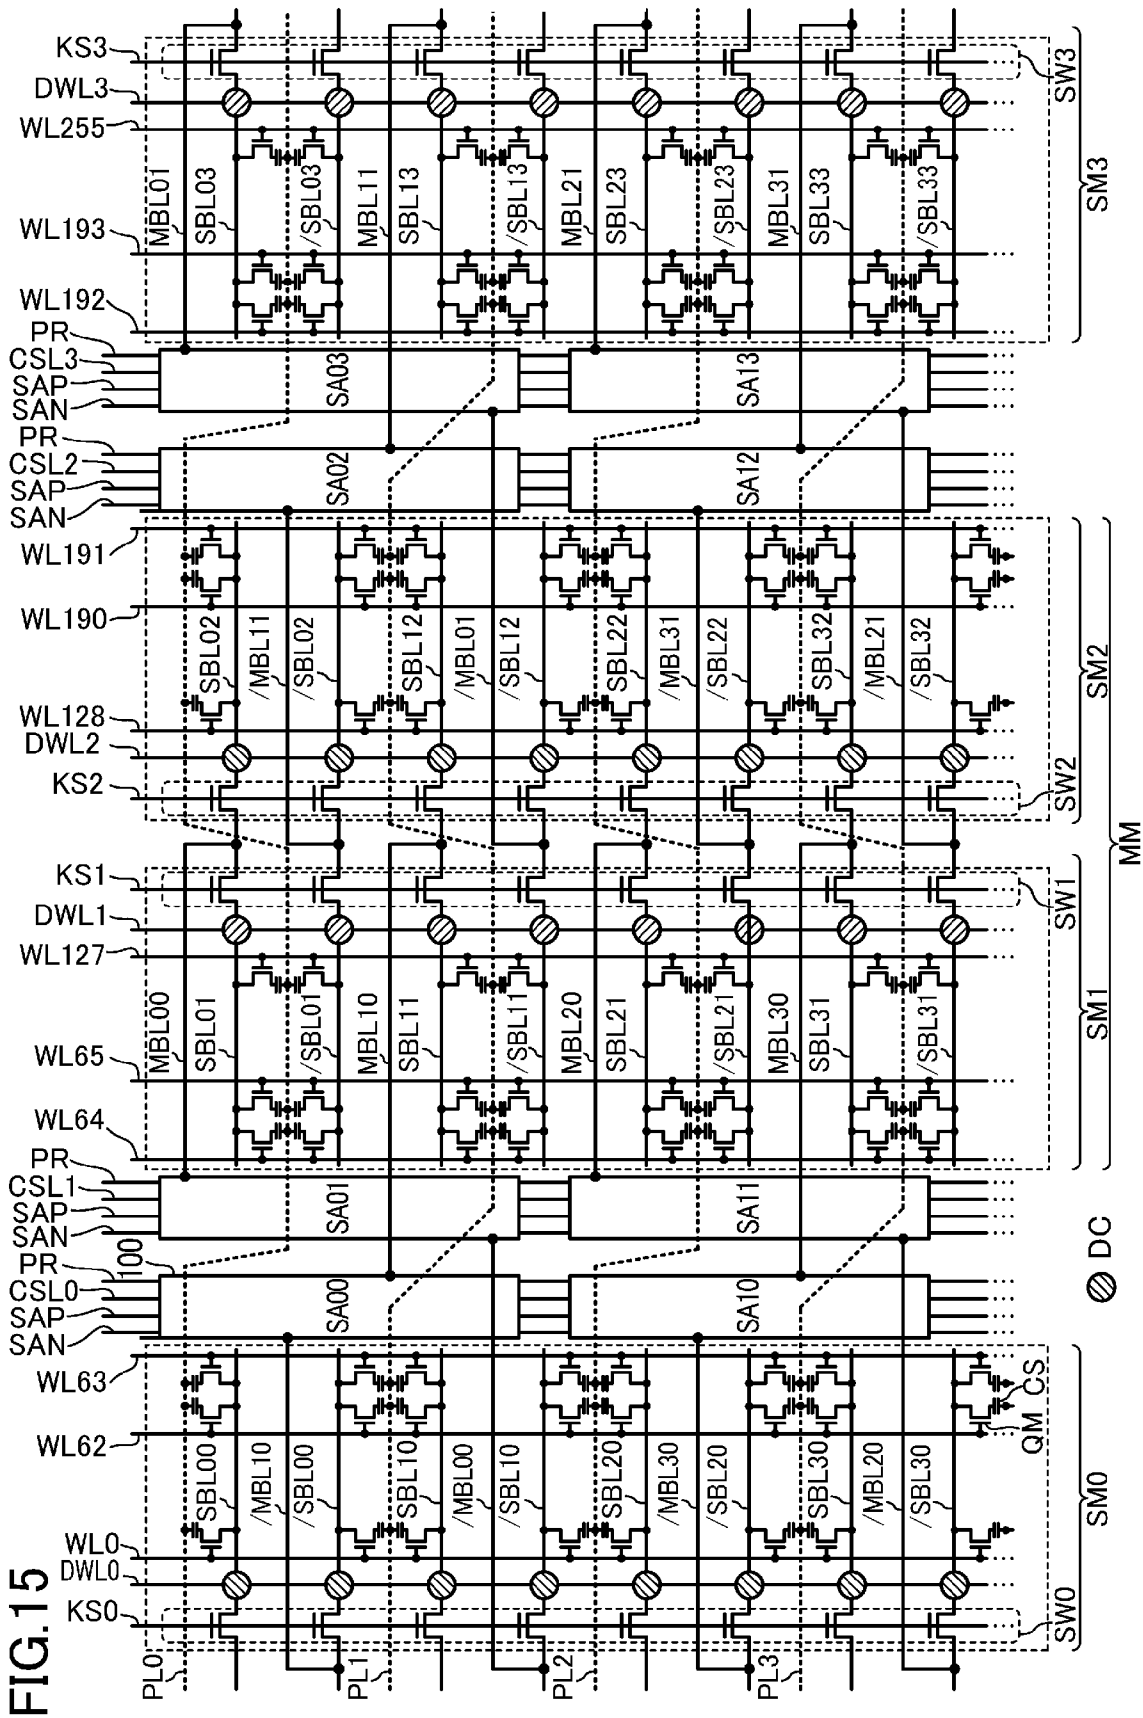 FIG.15
KS3
DWL3
WL255
WL193
WL192
PR
CSL3
SAP
SAN
PR
CSL2
SAP
SAN
WL191
WL190
WL128
DWL2
KS2
KS1
DWL1
WL127
WL65
WL64
PR
CSL1
SAP
SAN
100
PR
CSL0
SAP
SAN
WL63
WL62
WL0
DWL0
KS0
PL0
PL1
PL2
PL3
MBL01
SBL03
/SBL03
MBL11
SBL13
/SBL13
MBL21
SBL23
/SBL23
MBL31
SBL33
/SBL33
SW3
SM3
SA03
SA13
SA02
SA12
SBL02
/MBL11
/SBL02
SBL12
/MBL01
/SBL12
SBL22
/MBL31
/SBL22
SBL32
/MBL21
/SBL32
SW2
SM2
MM
MBL00
SBL01
/SBL01
MBL10
SBL11
/SBL11
MBL20
SBL21
/SBL21
MBL30
SBL31
/SBL31
SW1
SM1
SA01
SA11
SA00
SA10
DC
SBL00
/MBL10
/SBL00
SBL10
/MBL00
/SBL10
SBL20
/MBL30
/SBL20
SBL30
/MBL20
/SBL30
QM
CS
SW0
SM0